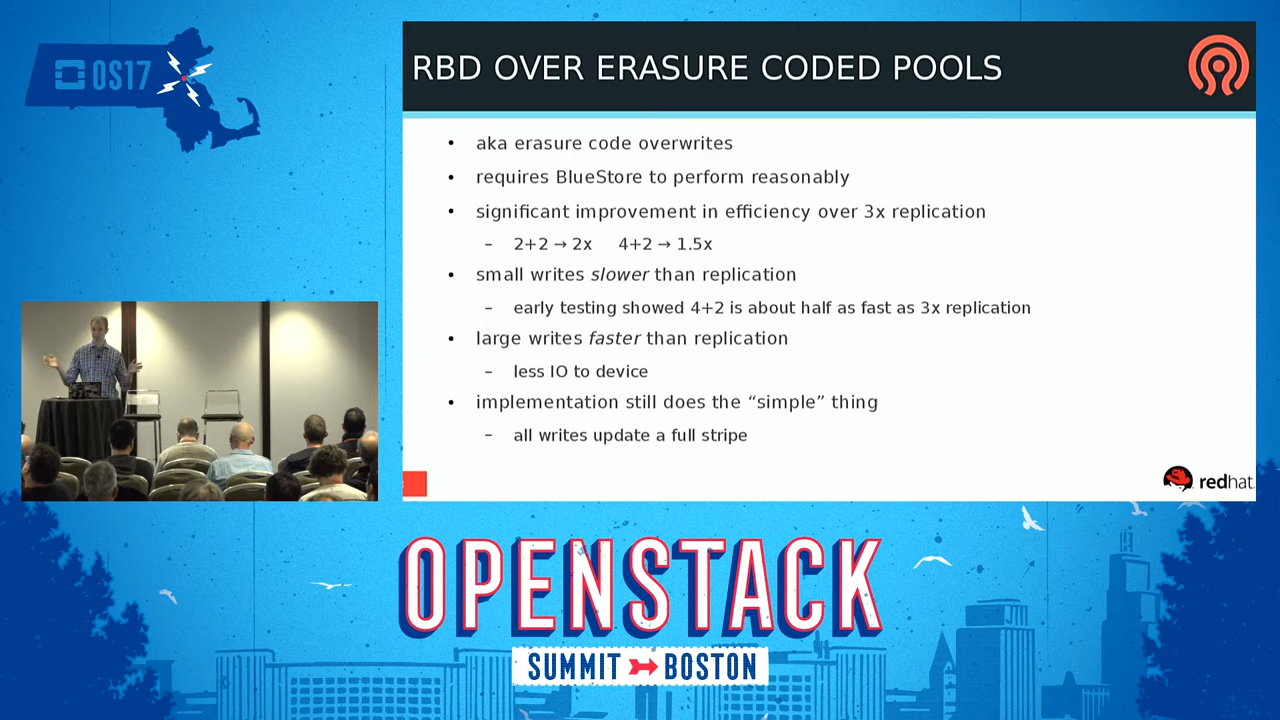 OS17
RBD OVER ERASURE CODED POOLS
• aka erasure code overwrites
• requires BlueStore to perform reasonably
• significant improvement in efficiency over 3x replication
– 2+2 → 2x 4+2 → 1.5x
• small writes slower than replication
– early testing showed 4+2 is about half as fast as 3x replication
• large writes faster than replication
– less IO to device
• implementation still does the “simple” thing
– all writes update a full stripe
redhat.
OPENSTACK
SUMMIT BOSTON